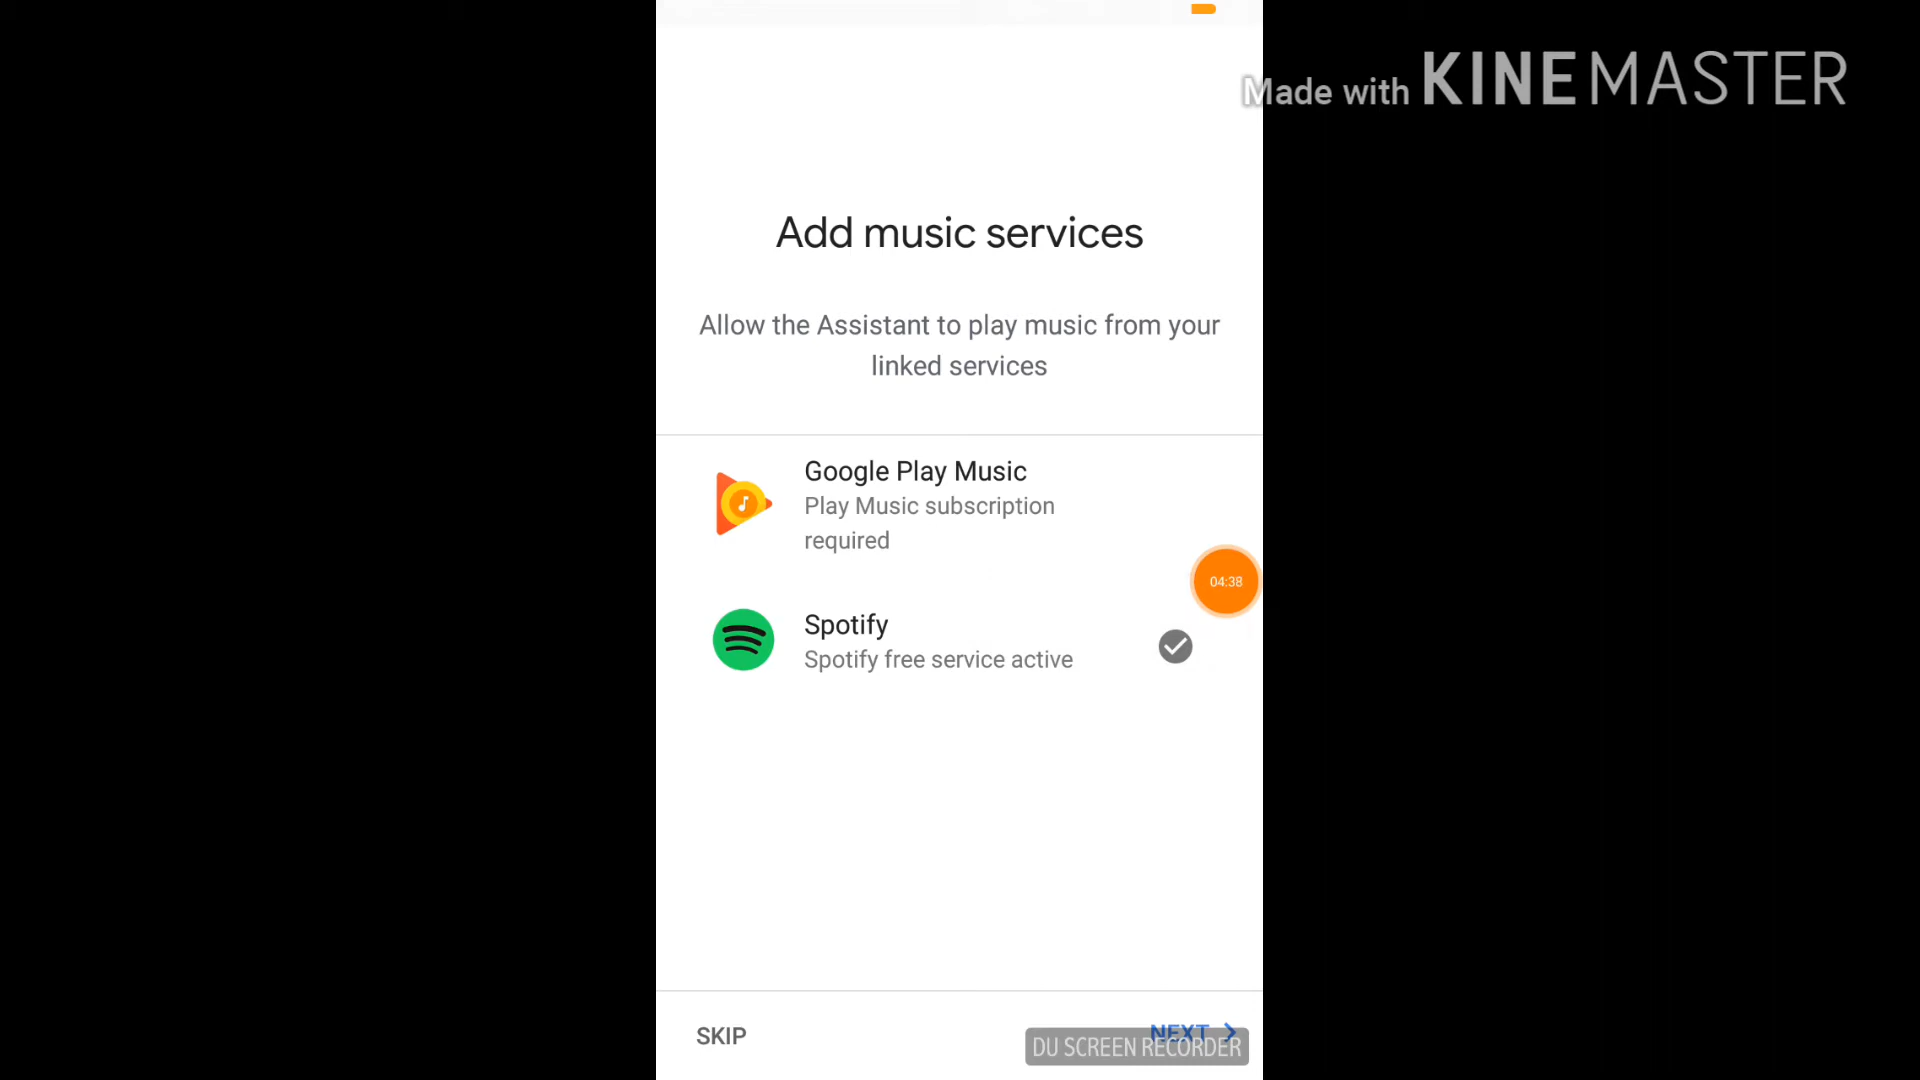 Made with KINEMASTER
Add music services
Allow the Assistant to play music from your
linked services
Google Play Music
Play Music subscription
required
04:38
Spotify
Spotify free service active
SKIP
NEXT
DU SCREEN RECORDER